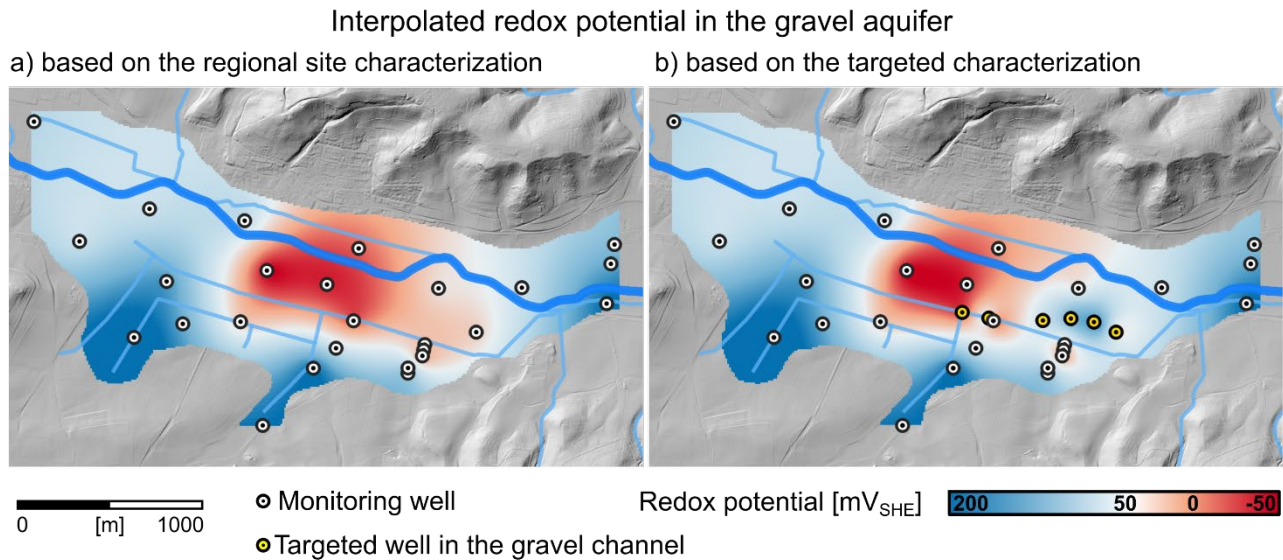 Interpolated redox potential in the gravel aquifer
a) based on the regional site characterization
b) based on the targeted characterization
0 [m] 1000
Monitoring well
Targeted well in the gravel channel
Redox potential [mVSHE]
200 50 0 -50